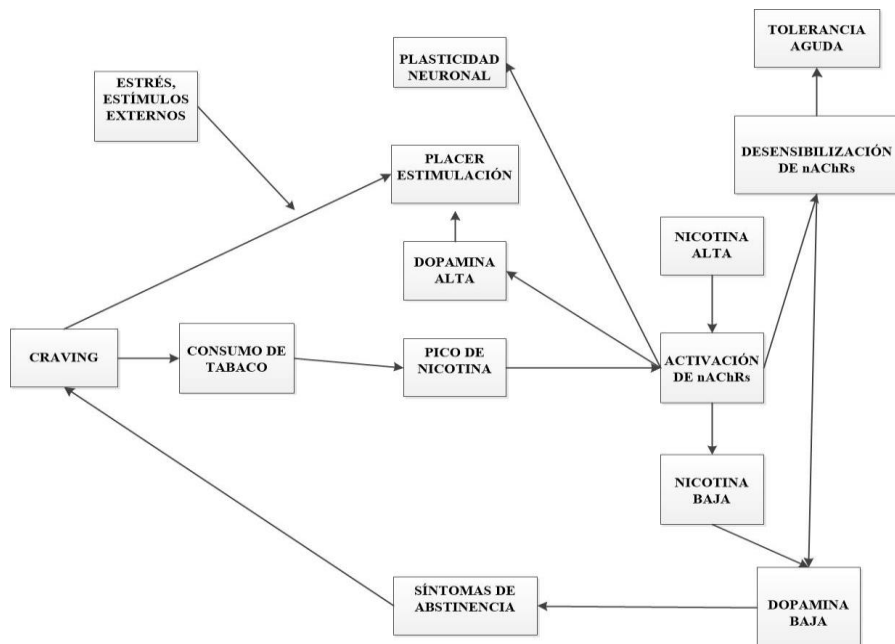 TOLERANCIA
AGUDA
PLASTICIDAD
NEURONAL
ESTRÉS,
ESTÍMULOS
EXTERNOS
DESENSIBILIZACIÓN
DE nAChRs
PLACER
ESTIMULACIÓN
NICOTINA
ALTA
DOPAMINA
ALTA
CRAVING
CONSUMO DE
TABACO
PICO DE
NICOTINA
ACTIVACIÓN
DE nAChRs
NICOTINA
BAJA
SÍNTOMAS DE
ABSTINENCIA
DOPAMINA
BAJA